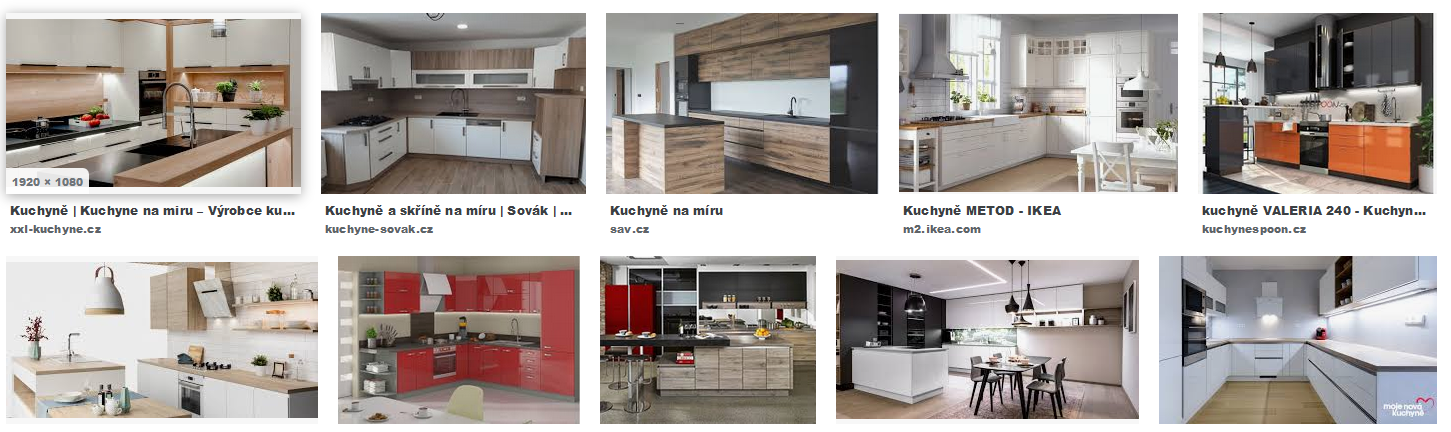 1920 × 1080
Kuchyně | Kuchyne na miru – Výrobce ku...
xxl-kuchyne.cz
Kuchyně a skříně na míru | Sovák | ...
kuchyne-sovak.cz
Kuchyně na míru
sav.cz
Kuchyně METOD - IKEA
m2.ikea.com
kuchyně VALERIA 240 - Kuchyn...
kuchynespoon.cz
moje nová
kuchyně